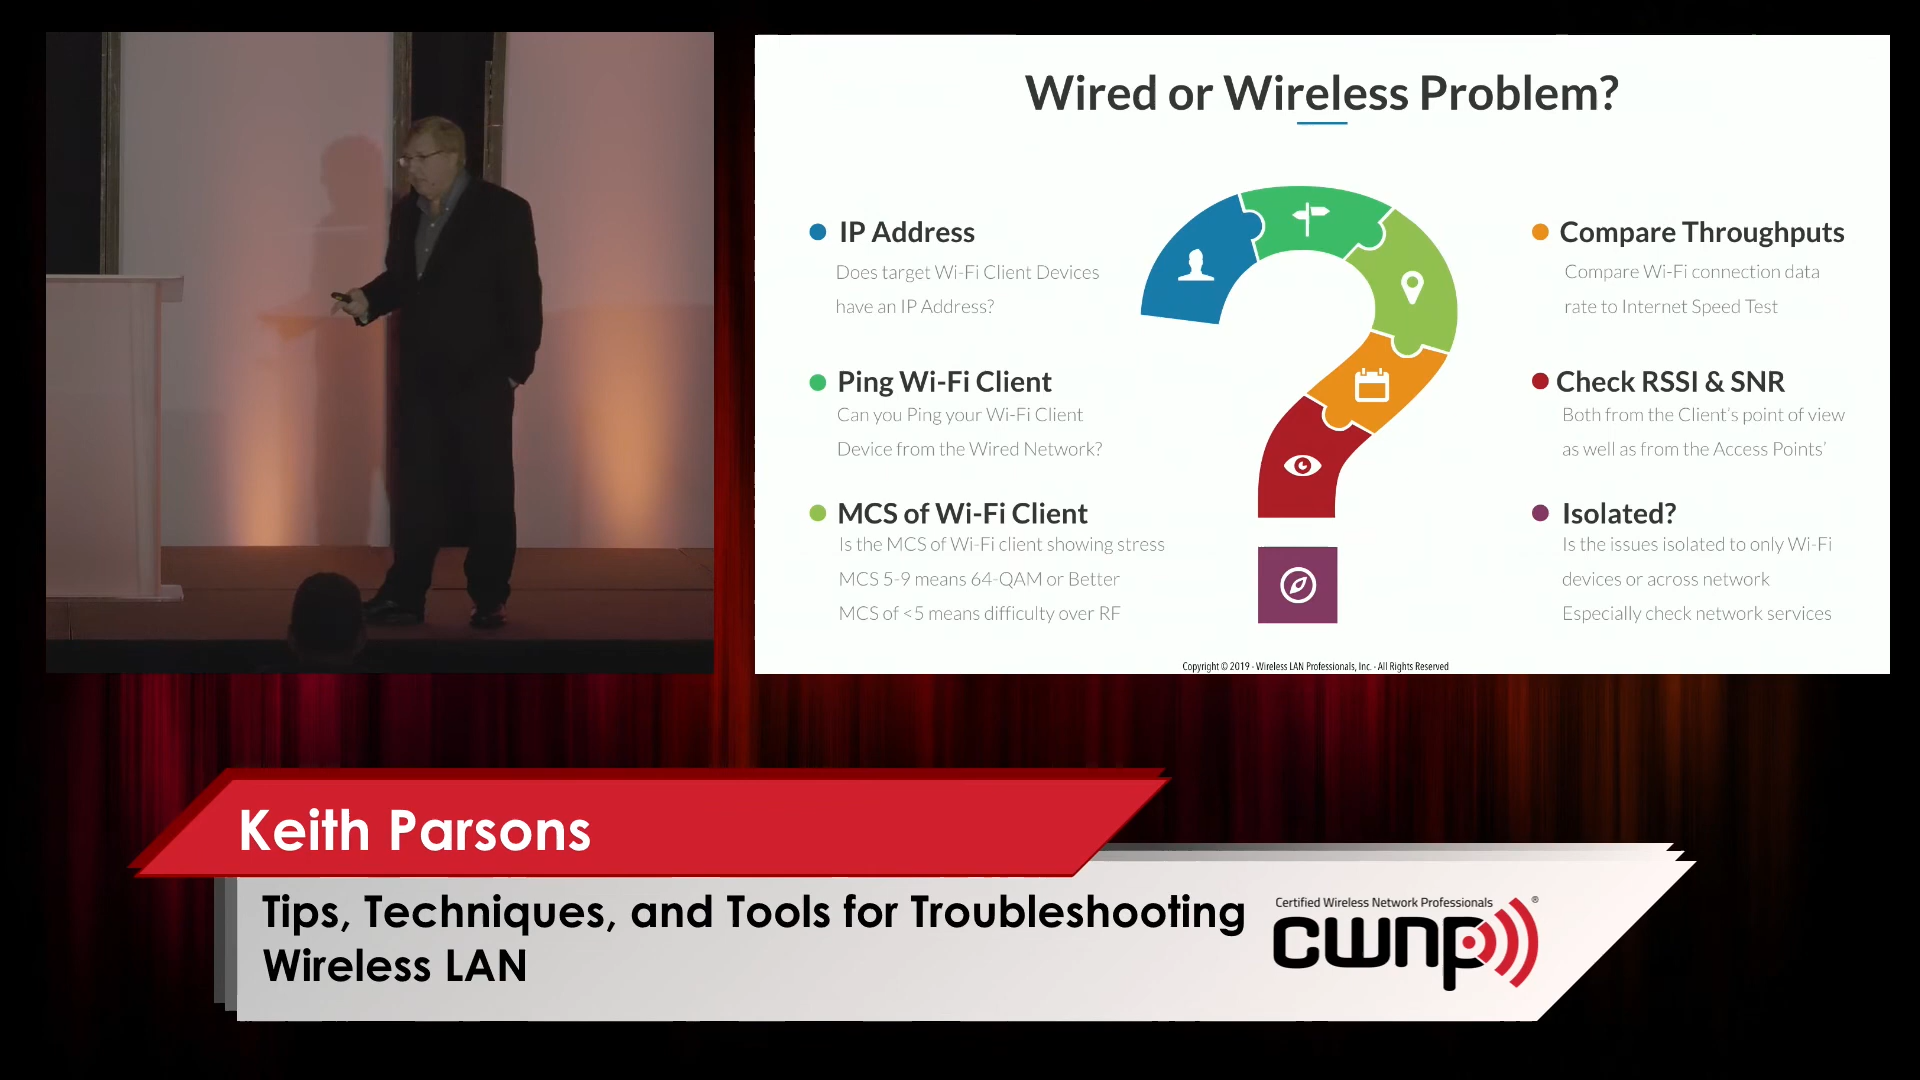 Wired or Wireless Problem?
IP Address
Does target Wi-Fi Client Devices
have an IP Address?
Ping Wi-Fi Client
Can you Ping your Wi-Fi Client
Device from the Wired Network?
MCS of Wi-Fi Client
Is the MCS of Wi-Fi client showing stress
MCS 5-9 means 64-QAM or Better
MCS of <5 means difficulty over RF
Compare Throughputs
Compare Wi-Fi connection data
rate to Internet Speed Test
Check RSSI & SNR
Both from the Client's point of view
as well as from the Access Points'
Isolated?
Is the issues isolated to only Wi-Fi
devices or across network
Especially check network services
Copyright © 2019 - Wireless LAN Professionals, Inc. - All Rights Reserved
Keith Parsons
Tips, Techniques, and Tools for Troubleshooting
Wireless LAN
Certified Wireless Network Professionals ®
cwnp